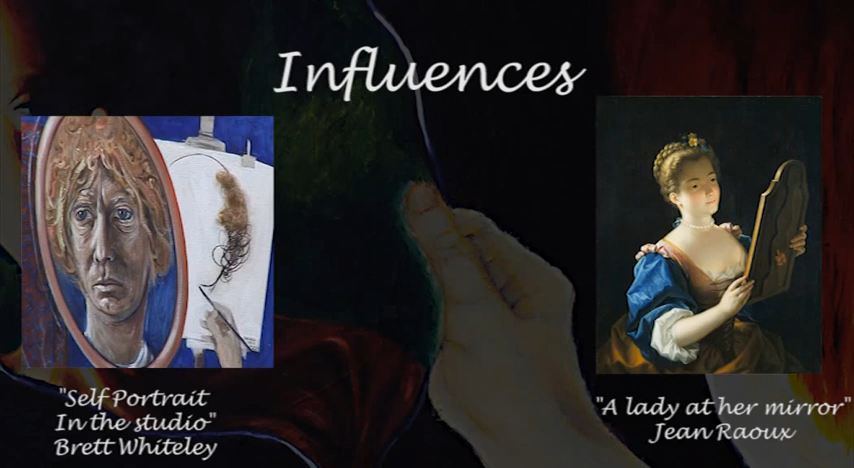 Influences
"Self Portrait
In the studio"
Brett Whiteley
"A lady at her mirror"
Jean Raoux